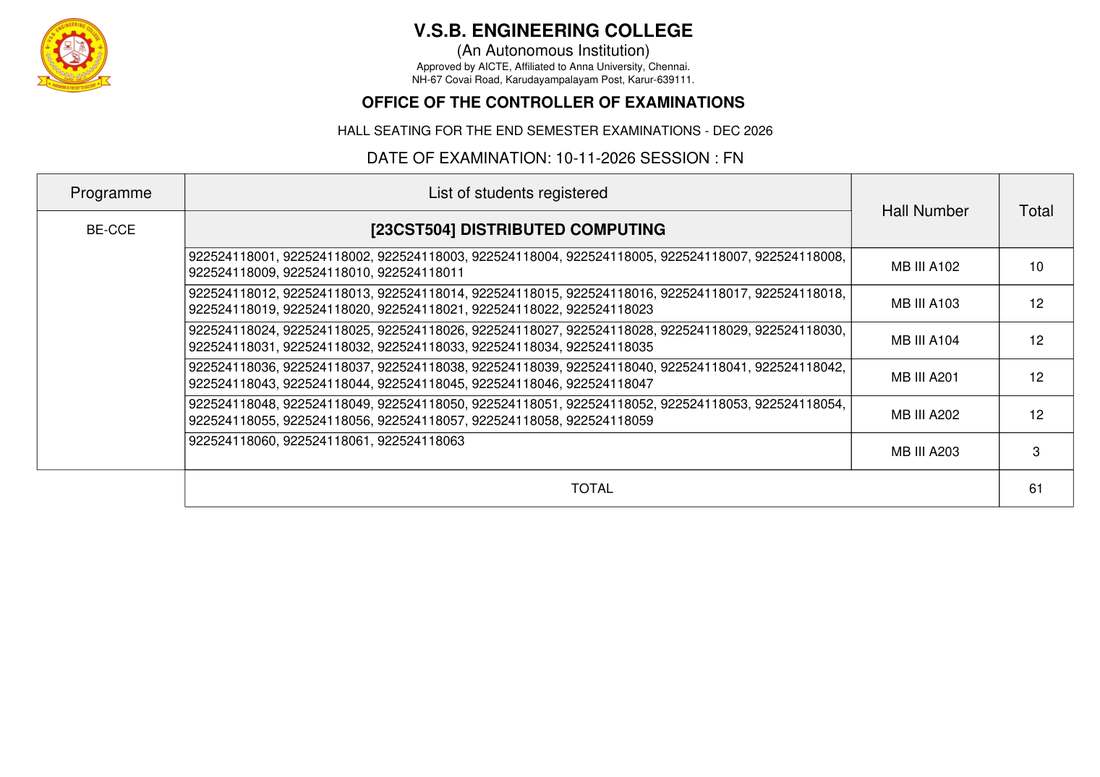 V.S.B. ENGINEERING COLLEGE
(An Autonomous Institution)
Approved by AICTE, Affiliated to Anna University, Chennai.
NH-67 Covai Road, Karudayampalayam Post, Karur-639111.
OFFICE OF THE CONTROLLER OF EXAMINATIONS
HALL SEATING FOR THE END SEMESTER EXAMINATIONS - DEC 2026
DATE OF EXAMINATION: 10-11-2026 SESSION : FN
Programme List of students registered Hall Number Total
BE-CCE [23CST504] DISTRIBUTED COMPUTING
922524118001, 922524118002, 922524118003, 922524118004, 922524118005, 922524118007, 922524118008,
922524118009, 922524118010, 922524118011
MB III A102 10
922524118012, 922524118013, 922524118014, 922524118015, 922524118016, 922524118017, 922524118018,
922524118019, 922524118020, 922524118021, 922524118022, 922524118023
MB III A103 12
922524118024, 922524118025, 922524118026, 922524118027, 922524118028, 922524118029, 922524118030,
922524118031, 922524118032, 922524118033, 922524118034, 922524118035
MB III A104 12
922524118036, 922524118037, 922524118038, 922524118039, 922524118040, 922524118041, 922524118042,
922524118043, 922524118044, 922524118045, 922524118046, 922524118047
MB III A201 12
922524118048, 922524118049, 922524118050, 922524118051, 922524118052, 922524118053, 922524118054,
922524118055, 922524118056, 922524118057, 922524118058, 922524118059
MB III A202 12
922524118060, 922524118061, 922524118063
MB III A203 3
TOTAL 61